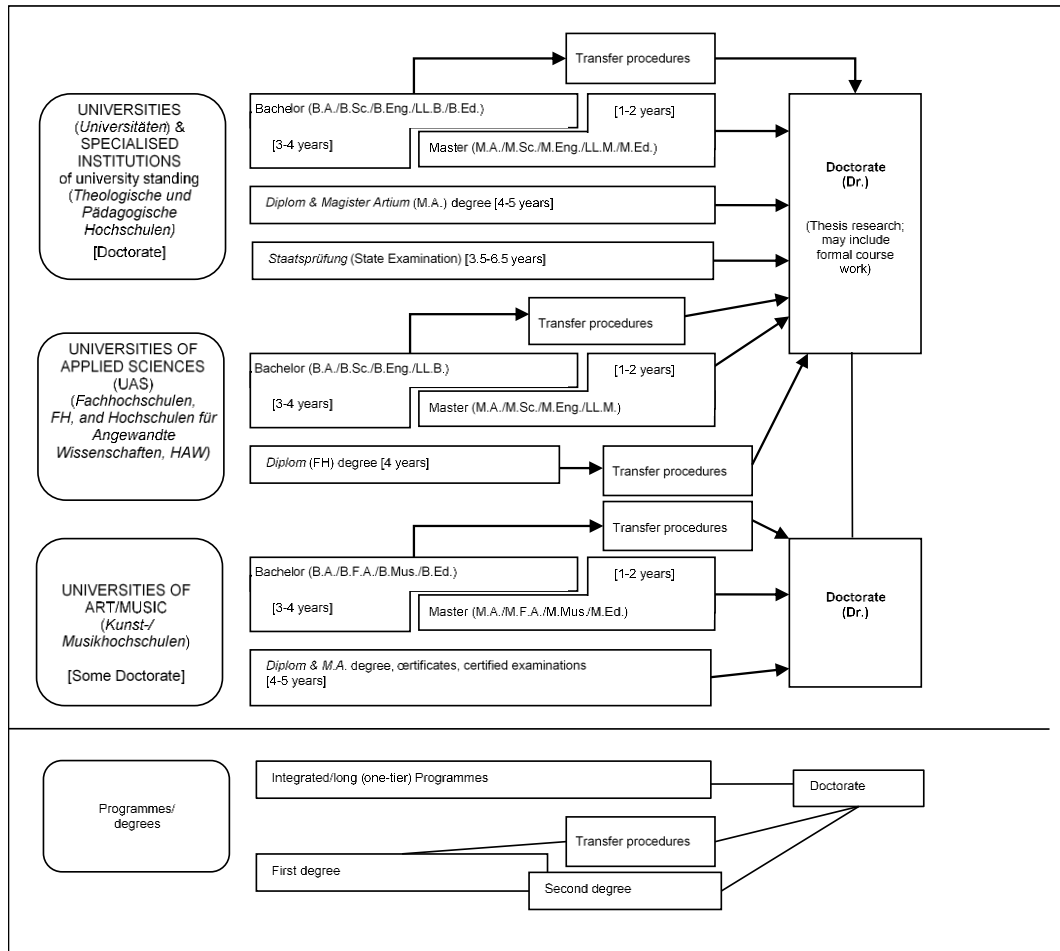 Transfer procedures
UNIVERSITIES
(Universitäten) &
SPECIALISED
INSTITUTIONS
of university standing
(Theologische und
Pädagogische
Hochschulen)
[Doctorate]
Bachelor (B.A./B.Sc./B.Eng./LL.B./B.Ed.)
[3-4 years]
[1-2 years]
Master (M.A./M.Sc./M.Eng./LL.M./M.Ed.)
Diplom & Magister Artium (M.A.) degree [4-5 years]
Staatsprüfung (State Examination) [3.5-6.5 years]
Doctorate
(Dr.)
(Thesis research;
may include
formal course
work)
Transfer procedures
UNIVERSITIES OF
APPLIED SCIENCES
(UAS)
(Fachhochschulen,
FH, and Hochschulen für
Angewandte
Wissenschaften, HAW)
Bachelor (B.A./B.Sc./B.Eng./LL.B.)
[3-4 years]
[1-2 years]
Master (M.A./M.Sc./M.Eng./LL.M.)
Diplom (FH) degree [4 years]
Transfer procedures
Transfer procedures
UNIVERSITIES OF
ART/MUSIC
(Kunst-/
Musikhochschulen)
[Some Doctorate]
Bachelor (B.A./B.F.A./B.Mus./B.Ed.)
[3-4 years]
[1-2 years]
Master (M.A./M.F.A./M.Mus./M.Ed.)
Diplom & M.A. degree, certificates, certified examinations
[4-5 years]
Doctorate
(Dr.)
Programmes/
degrees
Integrated/long (one-tier) Programmes
Doctorate
Transfer procedures
First degree
Second degree